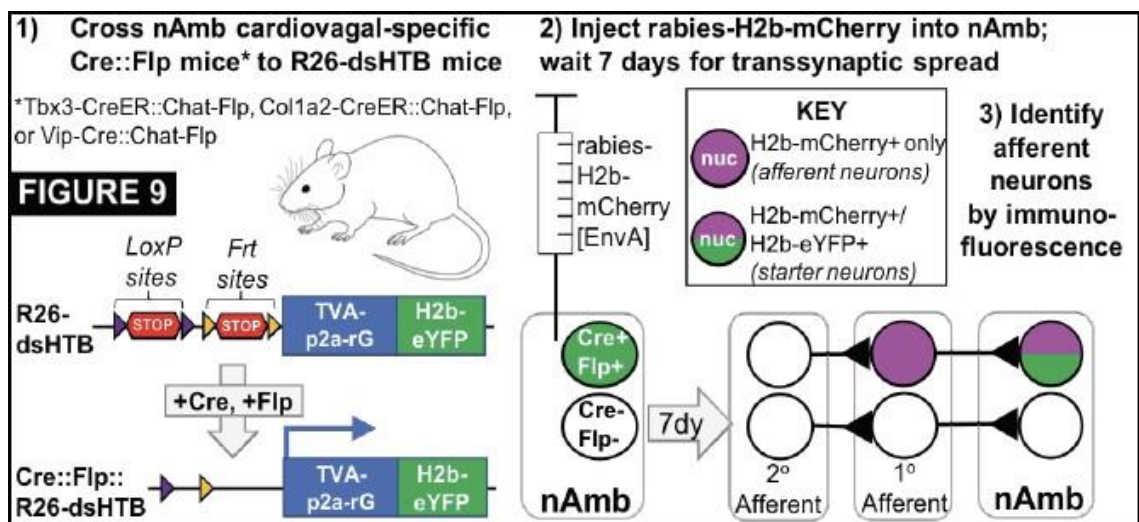 1) Cross nAmb cardiovagal-specific
Cre::Flp mice* to R26-dsHTB mice
*Tbx3-CreER::Chat-Flp, Col1a2-CreER::Chat-Flp,
or Vip-Cre::Chat-Flp
FIGURE 9
LoxP
sites
Frt
sites
R26-
dsHTB
STOP
STOP
TVA-
p2a-rG
H2b-
eYFP
+Cre, +Flp
Cre::Flp::
R26-dsHTB
TVA-
p2a-rG
H2b-
eYFP
2) Inject rabies-H2b-mCherry into nAmb;
wait 7 days for transsynaptic spread
rabies-
H2b-
mCherry
[EnvA]
KEY
nuc
H2b-mCherry+ only
(afferent neurons)
nuc
H2b-mCherry+/
H2b-eYFP+
(starter neurons)
3) Identify
afferent
neurons
by immuno-
fluorescence
Cre+
Flp+
Cre-
Flp-
nAmb
7dy
2º
Afferent
1º
Afferent
nAmb